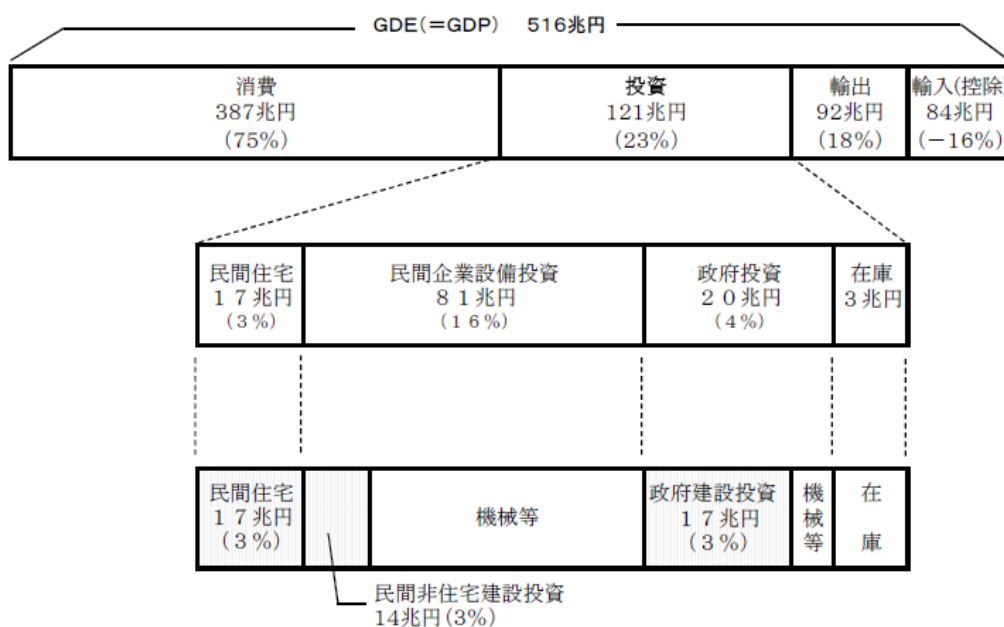 GDE(=GDP) 516兆円
消費
387兆円
(75%)
投資
121兆円
(23%)
輸出
92兆円
(18%)
輸入(控除)
84兆円
(-16%)
民間住宅
17兆円
(3%)
民間企業設備投資
81兆円
(16%)
政府投資
20兆円
(4%)
在庫
3兆円
民間住宅
17兆円
(3%)
機械等
政府建設投資
17兆円
(3%)
機械等
在庫
民間非住宅建設投資
14兆円(3%)